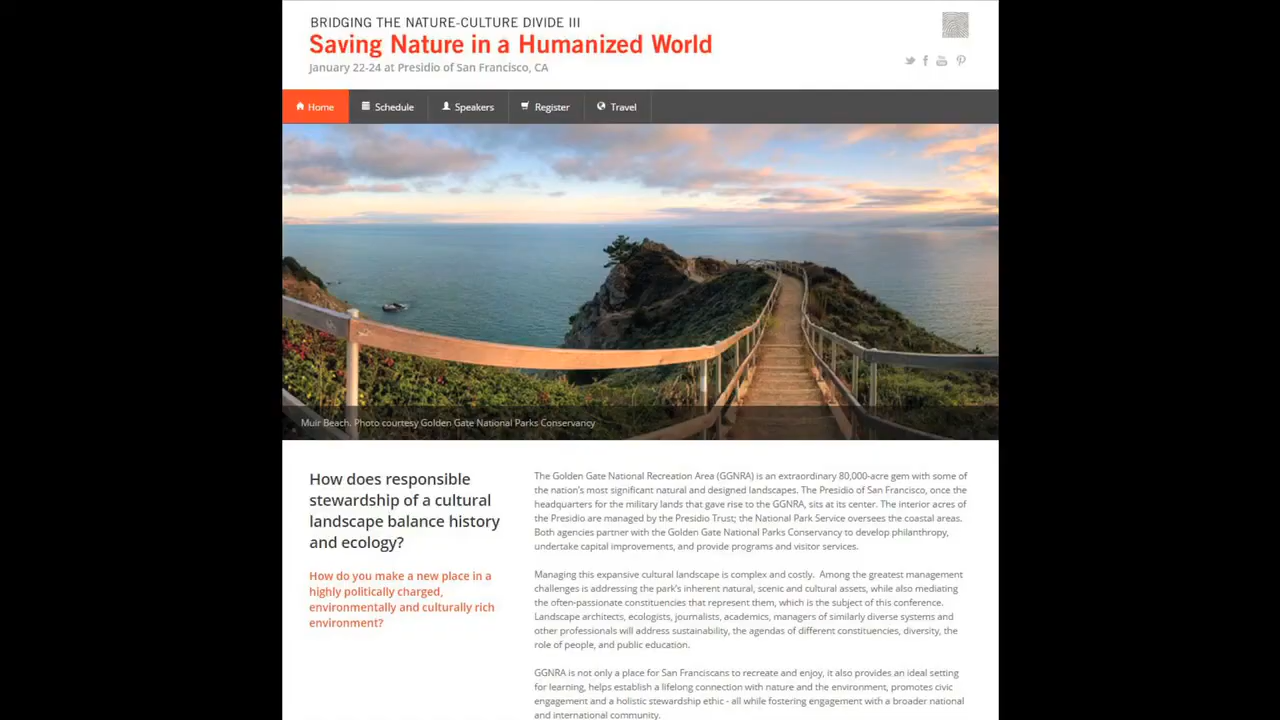 BRIDGING THE NATURE-CULTURE DIVIDE III
Saving Nature in a Humanized World
January 22-24 at Presidio of San Francisco, CA
Home Schedule Speakers Register Travel
Muir Beach. Photo courtesy Golden Gate National Parks Conservancy
How does responsible
stewardship of a cultural
landscape balance history
and ecology?
How do you make a new place in a
highly politically charged,
environmentally and culturally rich
environment?
The Golden Gate National Recreation Area (GGNRA) is an extraordinary 80,000-acre gem with some of
the nation's most significant natural and designed landscapes. The Presidio of San Francisco, once the
headquarters for the military lands that gave rise to the GGNRA, sits at its center. The interior acres of
the Presidio are managed by the Presidio Trust; the National Park Service oversees the coastal areas.
Both agencies partner with the Golden Gate National Parks Conservancy to develop philanthropy,
undertake capital improvements, and provide programs and visitor services.
Managing this expansive cultural landscape is complex and costly. Among the greatest management
challenges is addressing the park's inherent natural, scenic and cultural assets, while also mediating
the often-passionate constituencies that represent them, which is the subject of this conference.
Landscape architects, ecologists, journalists, academics, managers of similarly diverse systems and
other professionals will address sustainability, the agendas of different constituencies, diversity, the
role of people, and public education.
GGNRA is not only a place for San Franciscans to recreate and enjoy, it also provides an ideal setting
for learning, helps establish a lifelong connection with nature and the environment, promotes civic
engagement and a holistic stewardship ethic - all while fostering engagement with a broader national
and international community.